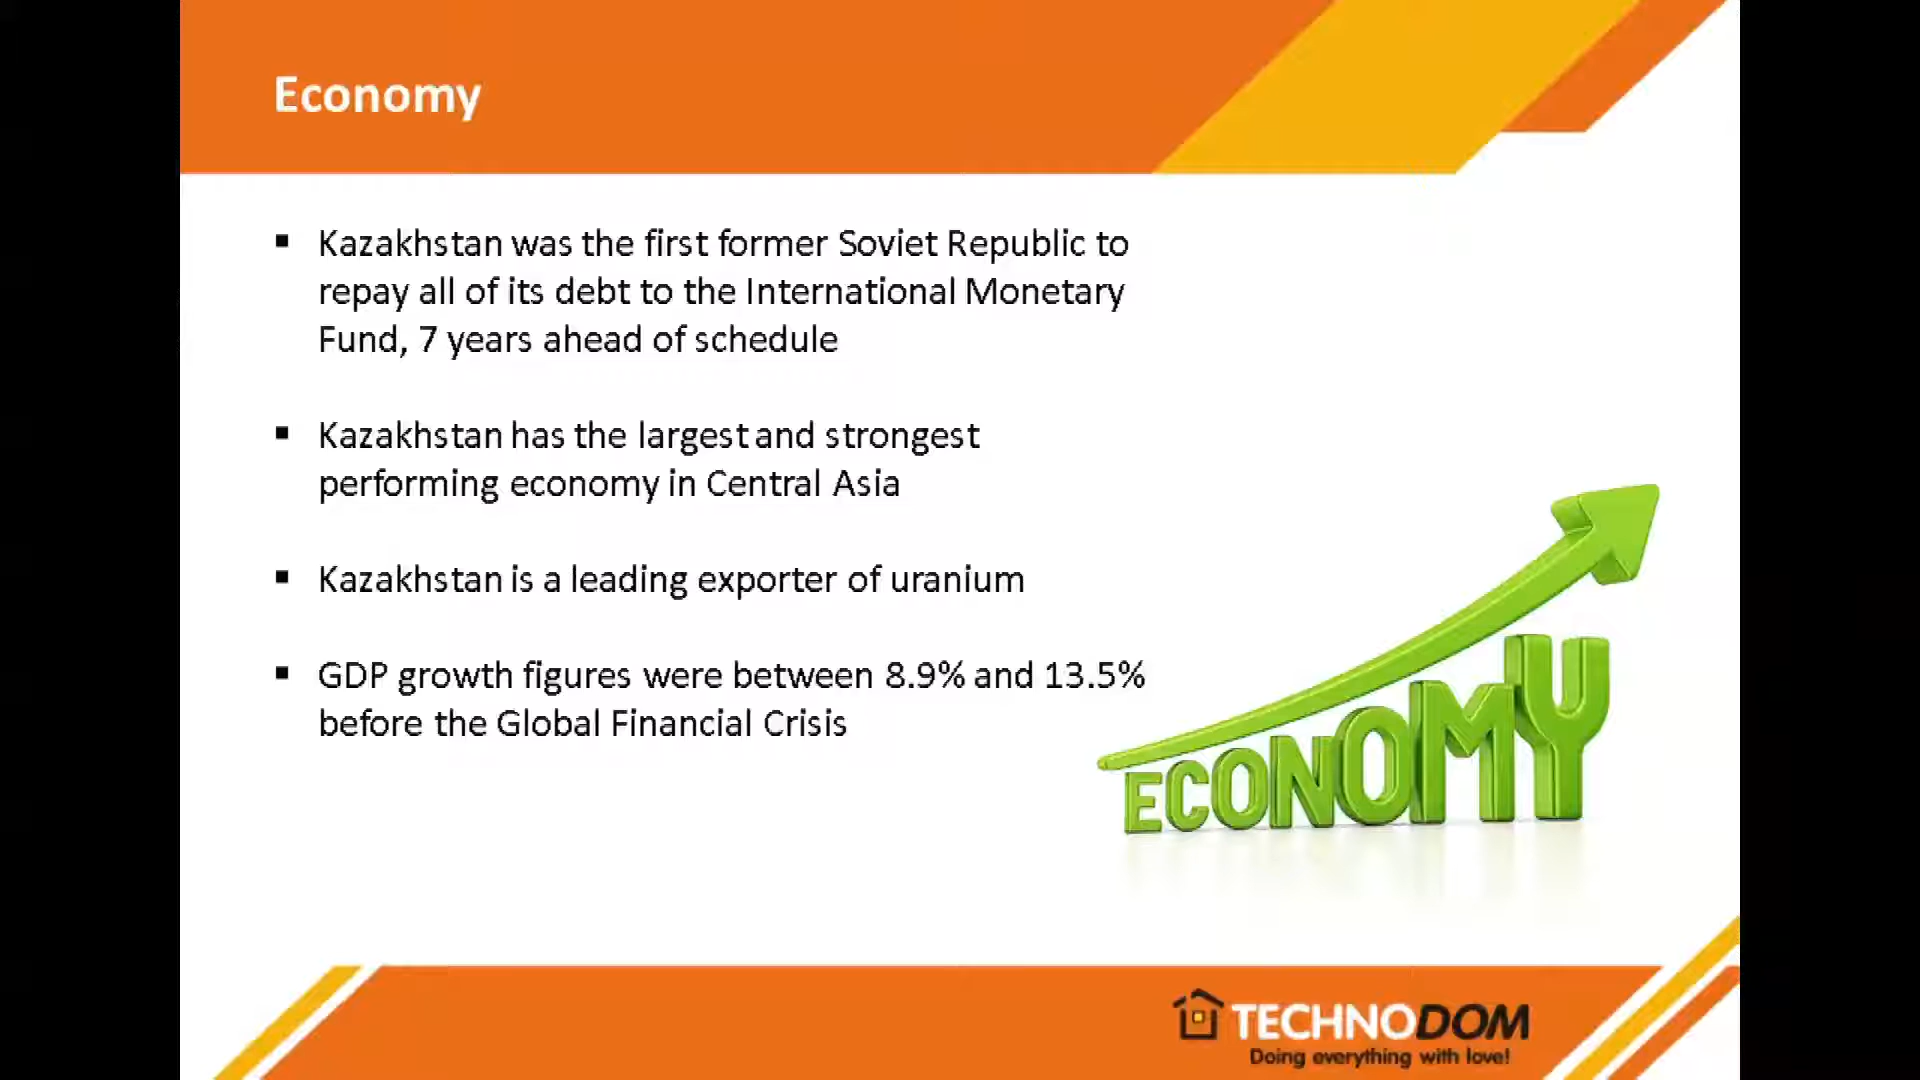 Economy
▪ Kazakhstan was the first former Soviet Republic to
repay all of its debt to the International Monetary
Fund, 7 years ahead of schedule
▪ Kazakhstan has the largest and strongest
performing economy in Central Asia
▪ Kazakhstan is a leading exporter of uranium
▪ GDP growth figures were between 8.9% and 13.5%
before the Global Financial Crisis
ECONOMY
TECHNODOM
Doing everything with love!